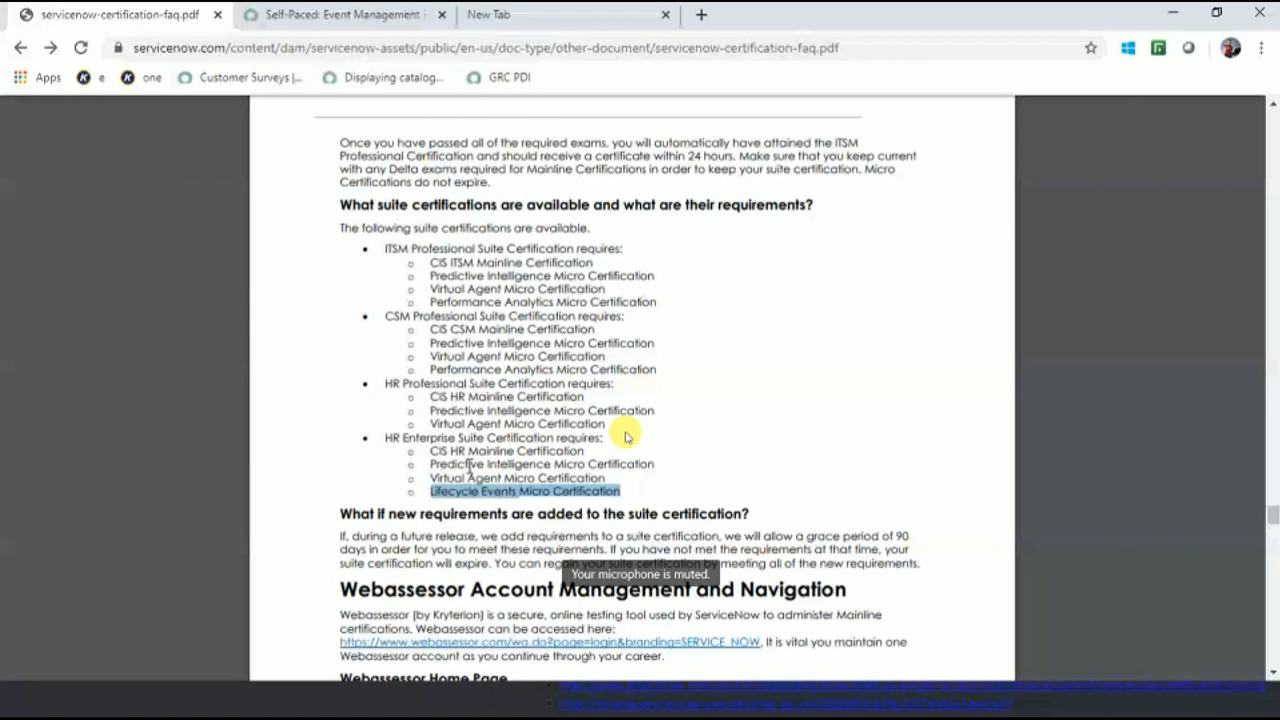 servicenow-certification-faq.pdf
Self-Paced: Event Management
New Tab
servicenow.com/content/dam/servicenow-assets/public/en-us/doc-type/other-document/servicenow-certification-faq.pdf
Apps
e
one
Customer Surveys |...
Displaying catalog...
GRC PDI
Once you have passed all of the required exams, you will automatically have attained the ITSM
Professional Certification and should receive a certificate within 24 hours. Make sure that you keep current
with any Delta exams required for Mainline Certifications in order to keep your suite certification. Micro
Certifications do not expire.
What suite certifications are available and what are their requirements?
The following suite certifications are available.
• ITSM Professional Suite Certification requires:
o CIS ITSM Mainline Certification
o Predictive Intelligence Micro Certification
o Virtual Agent Micro Certification
o Performance Analytics Micro Certification
• CSM Professional Suite Certification requires:
o CIS CSM Mainline Certification
o Predictive Intelligence Micro Certification
o Virtual Agent Micro Certification
o Performance Analytics Micro Certification
• HR Professional Suite Certification requires:
o CIS HR Mainline Certification
o Predictive Intelligence Micro Certification
o Virtual Agent Micro Certification
• HR Enterprise Suite Certification requires:
o CIS HR Mainline Certification
o Predictive Intelligence Micro Certification
o Virtual Agent Micro Certification
o Lifecycle Events Micro Certification
What if new requirements are added to the suite certification?
If, during a future release, we add requirements to a suite certification, we will allow a grace period of 90
days in order for you to meet these requirements. If you have not met the requirements at that time, your
suite certification will expire. You can regain your suite certification by meeting all of the new requirements.
Your microphone is muted.
Webassessor Account Management and Navigation
Webassessor (by Kryterion) is a secure, online testing tool used by ServiceNow to administer Mainline
certifications. Webassessor can be accessed here:
https://www.webassessor.com/wa.do?page=login&branding=SERVICE_NOW. It is vital you maintain one
Webassessor account as you continue through your career.
Webassessor Home Page